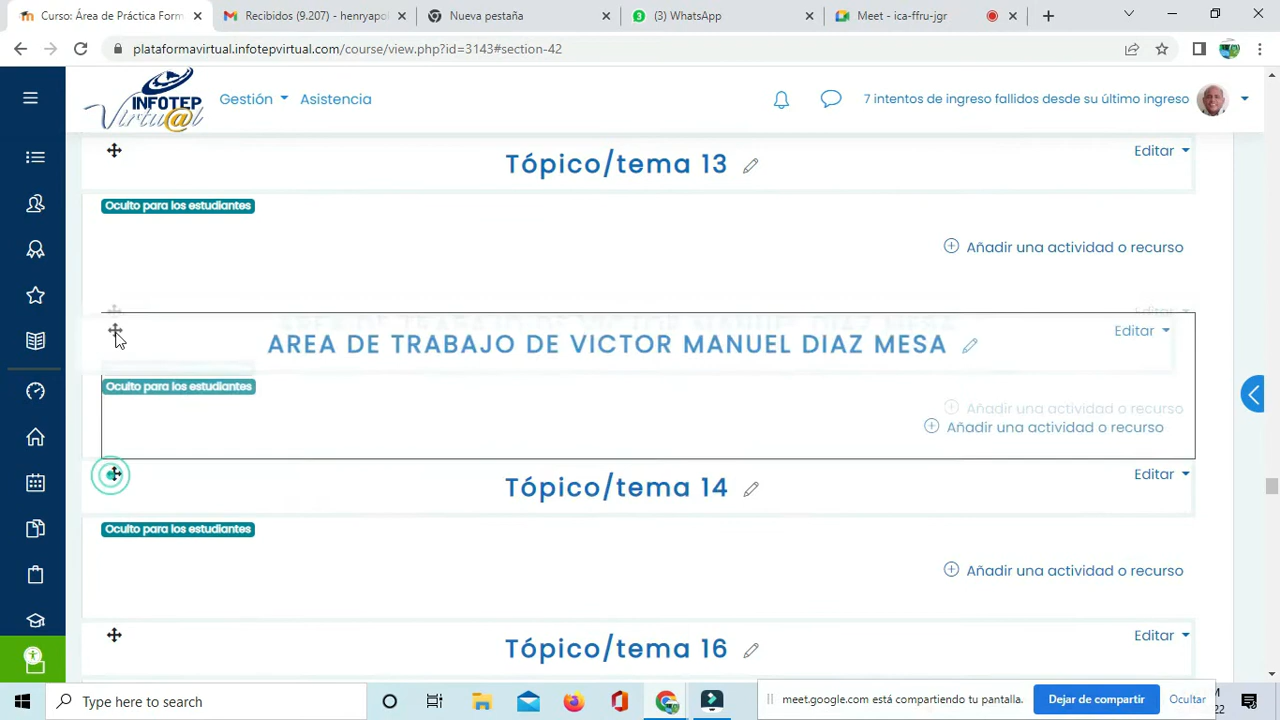 Curso: Área de Práctica Form
Recibidos (9.207) - henryapol
Nueva pestaña
(3) WhatsApp
Meet - ica-ffru-jgr
plataformavirtual.infotepvirtual.com/course/view.php?id=3143#section-42
INFOTEP
Virtu@l
Gestión
Asistencia
7 intentos de ingreso fallidos desde su último ingreso
Tópico/tema 13
Editar
Oculto para los estudiantes
Añadir una actividad o recurso
Editar
AREA DE TRABAJO DE VICTOR MANUEL DIAZ MESA
Editar
Oculto para los estudiantes
Añadir una actividad o recurso
Añadir una actividad o recurso
Tópico/tema 14
Editar
Oculto para los estudiantes
Añadir una actividad o recurso
Tópico/tema 16
Editar
Type here to search
meet.google.com está compartiendo tu pantalla.
Dejar de compartir
Ocultar